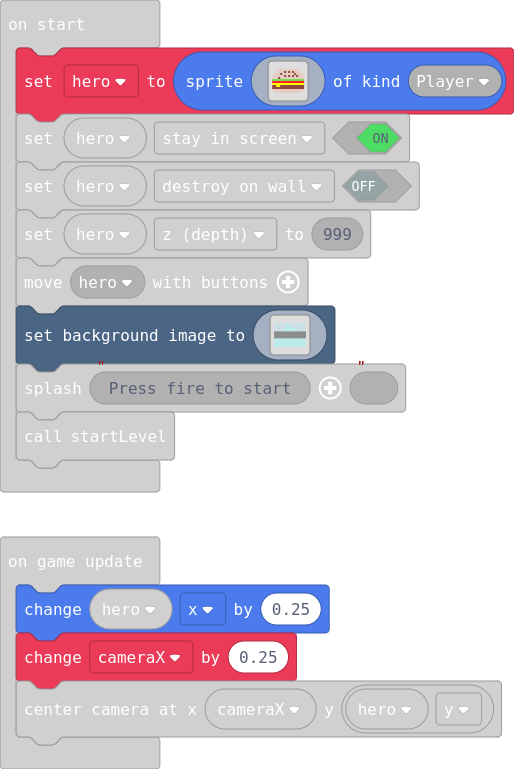 on start
set hero to sprite of kind Player
set hero stay in screen ON
set hero destroy on wall OFF
set hero z (depth) to 999
move hero with buttons
set background image to
splash "Press fire to start"
call startLevel
on game update
change hero x by 0.25
change cameraX by 0.25
center camera at x cameraX y hero y